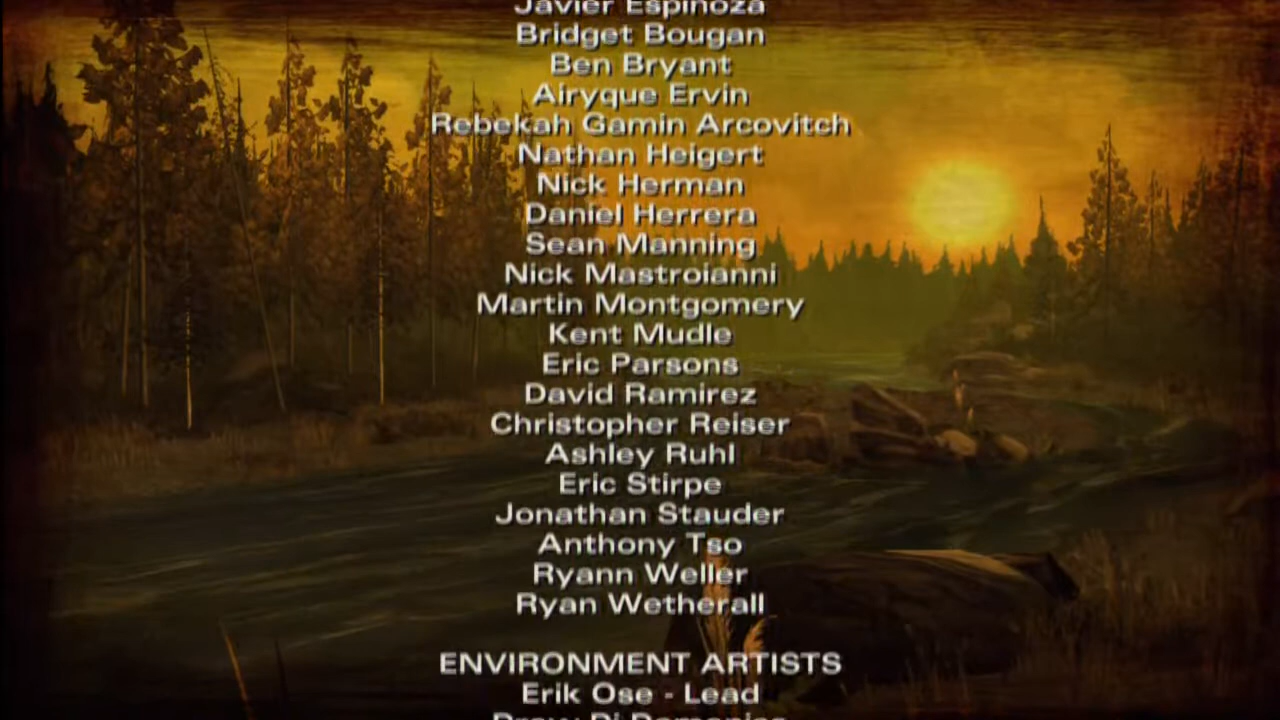 Javier Espinoza
Bridget Bougan
Ben Bryant
Airyque Ervin
Rebekah Gamin Arcovitch
Nathan Heigert
Nick Herman
Daniel Herrera
Sean Manning
Nick Mastroianni
Martin Montgomery
Kent Mudle
Eric Parsons
David Ramirez
Christopher Reiser
Ashley Ruhl
Eric Stirpe
Jonathan Stauder
Anthony Tso
Ryann Weller
Ryan Wetherall
ENVIRONMENT ARTISTS
Erik Ose - Lead